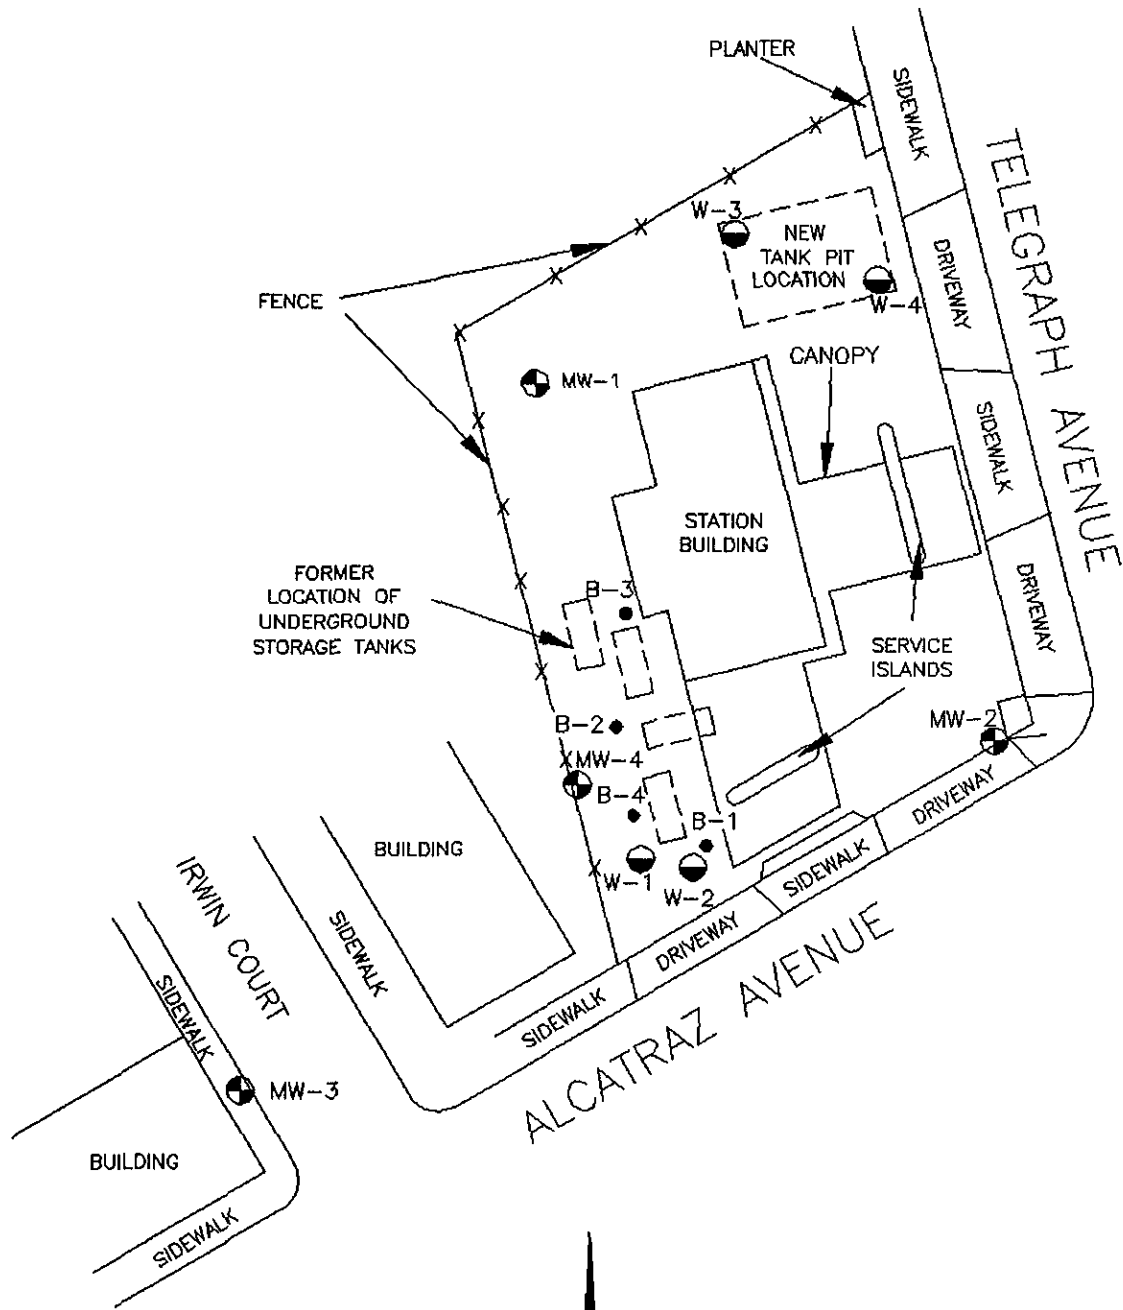 PLANTER
SIDEWALK
TELEGRAPH AVENUE
W-3
NEW
TANK PIT
LOCATION
DRIVEWAY
W-4
FENCE
CANOPY
MW-1
SIDEWALK
STATION
BUILDING
FORMER
LOCATION OF
UNDERGROUND
STORAGE TANKS
B-3
DRIVEWAY
SERVICE
ISLANDS
B-2
MW-2
MW-4
B-4
B-1
DRIVEWAY
BUILDING
W-1
W-2
SIDEWALK
IRWIN COURT
SIDEWALK
DRIVEWAY
SIDEWALK
ALCATRAZ AVENUE
SIDEWALK
MW-3
BUILDING
SIDEWALK